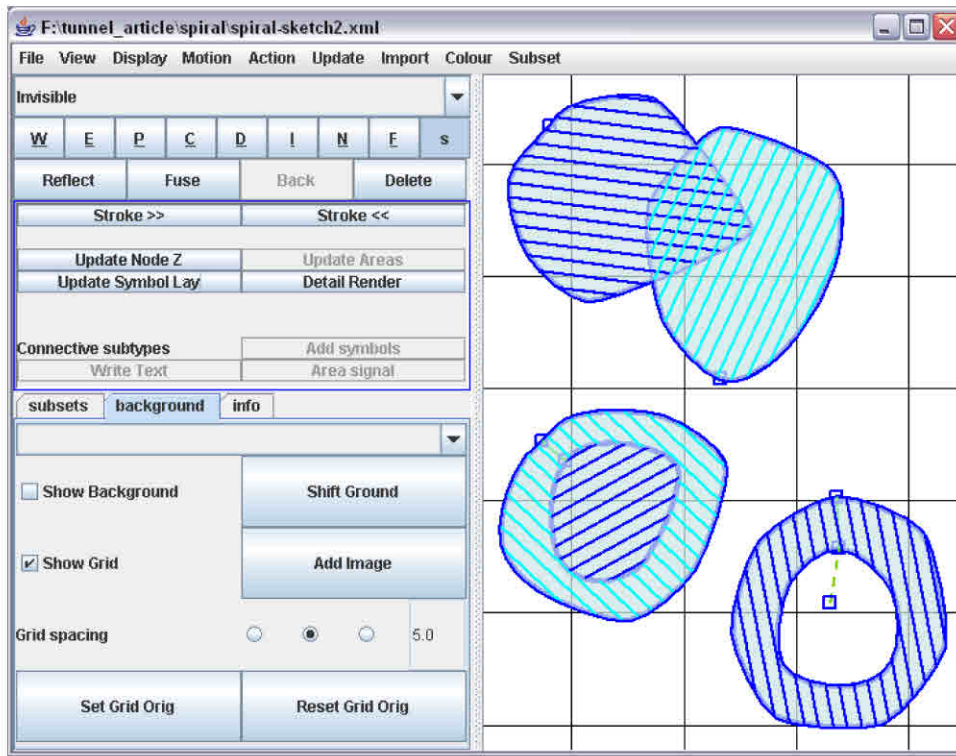 F:\tunnel_article\spiral\spiral-sketch2.xml
File View Display Motion Action Update Import Colour Subset
Invisible
W E P C D I N F s
Reflect Fuse Back Delete
Stroke >> Stroke <<
Update Node Z Update Areas
Update Symbol Lay Detail Render
Connective subtypes Add symbols
Write Text Area signal
subsets background info
Show Background Shift Ground
Show Grid Add Image
Grid spacing 5.0
Set Grid Orig Reset Grid Orig